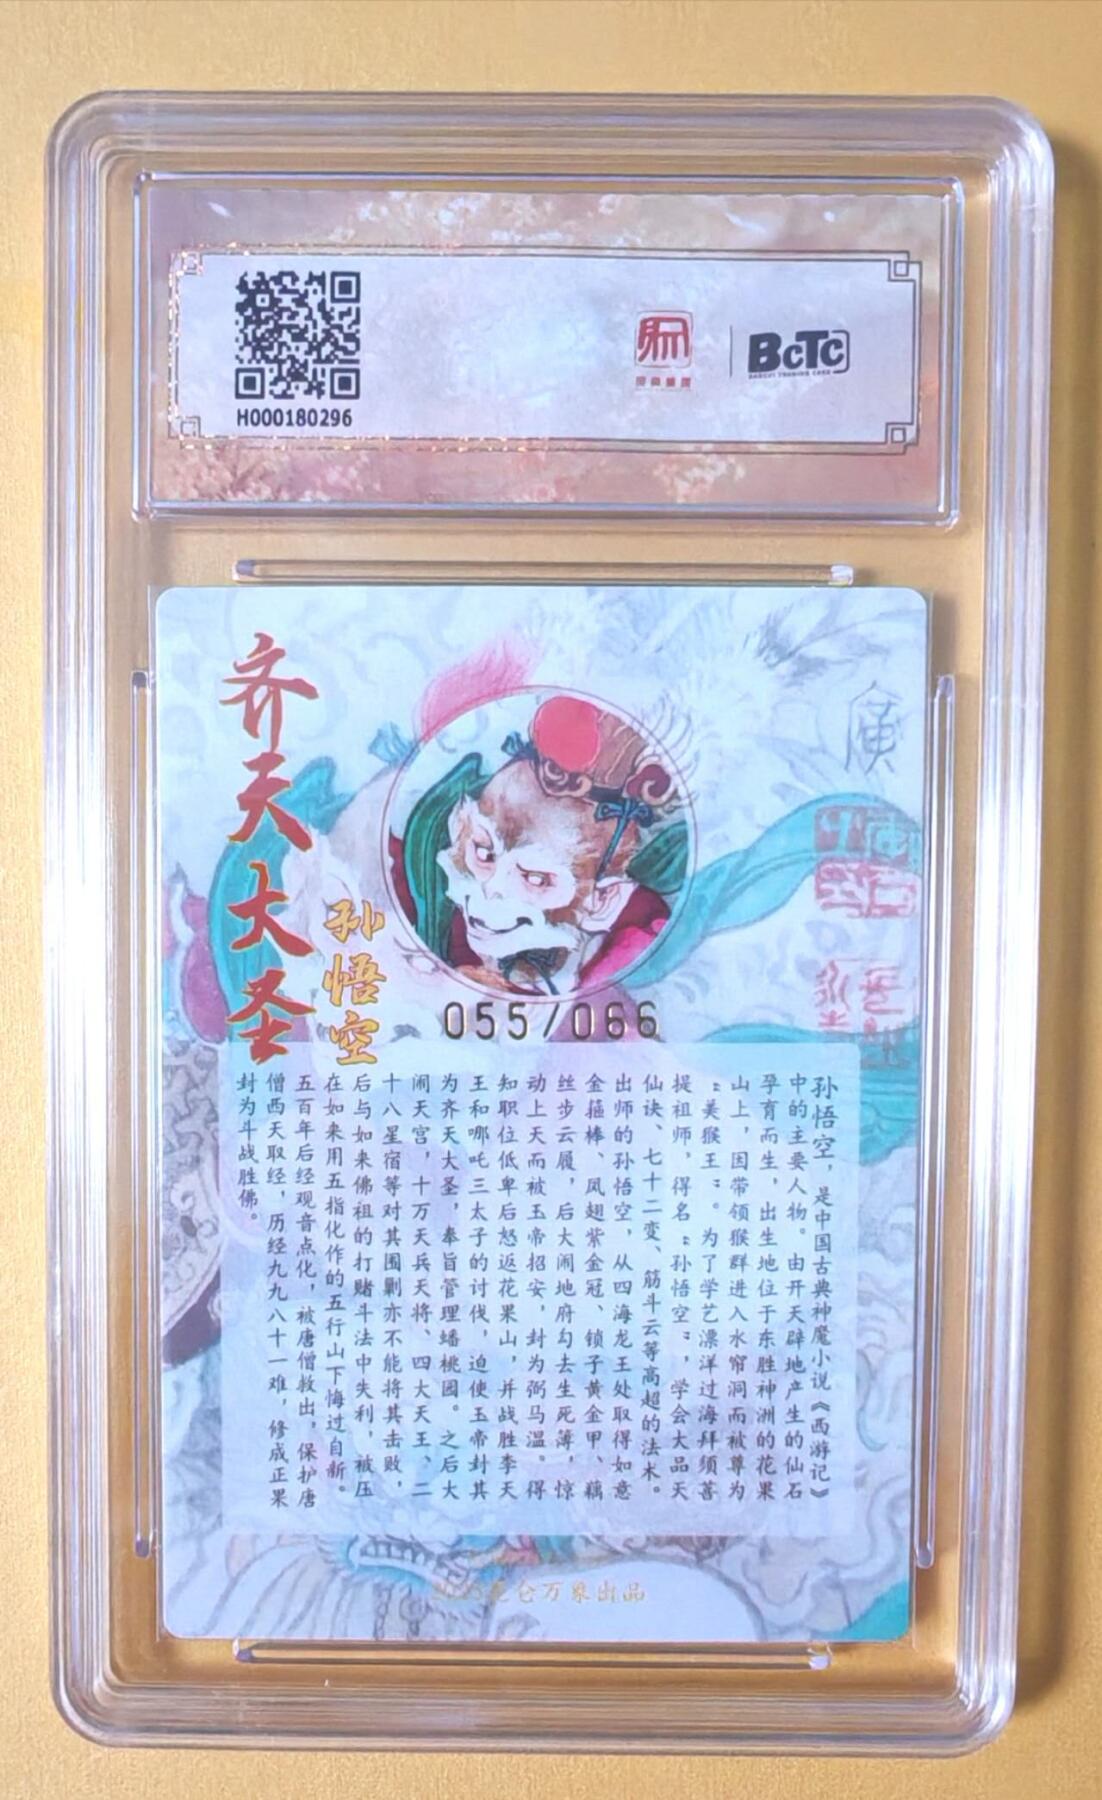 H000180296
BcTc
齐天大圣
孙悟空
055/066
孙悟空，是中国古典神魔小说《西游记》
中的主要人物。由开天辟地产生的仙石
孕育而生，出生地位于东胜神洲的花果
山上，因带领猴群进入水帘洞而被尊为
“美猴王”。为了学艺漂洋过海拜须菩
提祖师，得名“孙悟空”，学会大品天
仙诀、七十二变、筋斗云等高超的法术。
出师的孙悟空，从四海龙王处取得如意
金箍棒、凤翅紫金冠、锁子黄金甲、藕
丝步云履，后大闹地府勾去生死薄，惊
动上天而被玉帝招安，封为弼马温。得
知职位低卑后怒返花果山，并战胜李天
王和哪吒三太子的讨伐，迫使玉帝封其
为齐天大圣，奉旨管理蟠桃园。之后大
闹天宫，十万天兵天将、四大天王、二
十八星宿等对其围剿亦不能将其击败，
后与如来佛祖的打赌斗法中失利，被压
在如来用五指化作的五行山下悔过自新。
五百年后经观音点化，被唐僧救出，保护唐
僧西天取经，历经九九八十一难，修成正果
封为斗战胜佛。
廣
昆仑万象出品